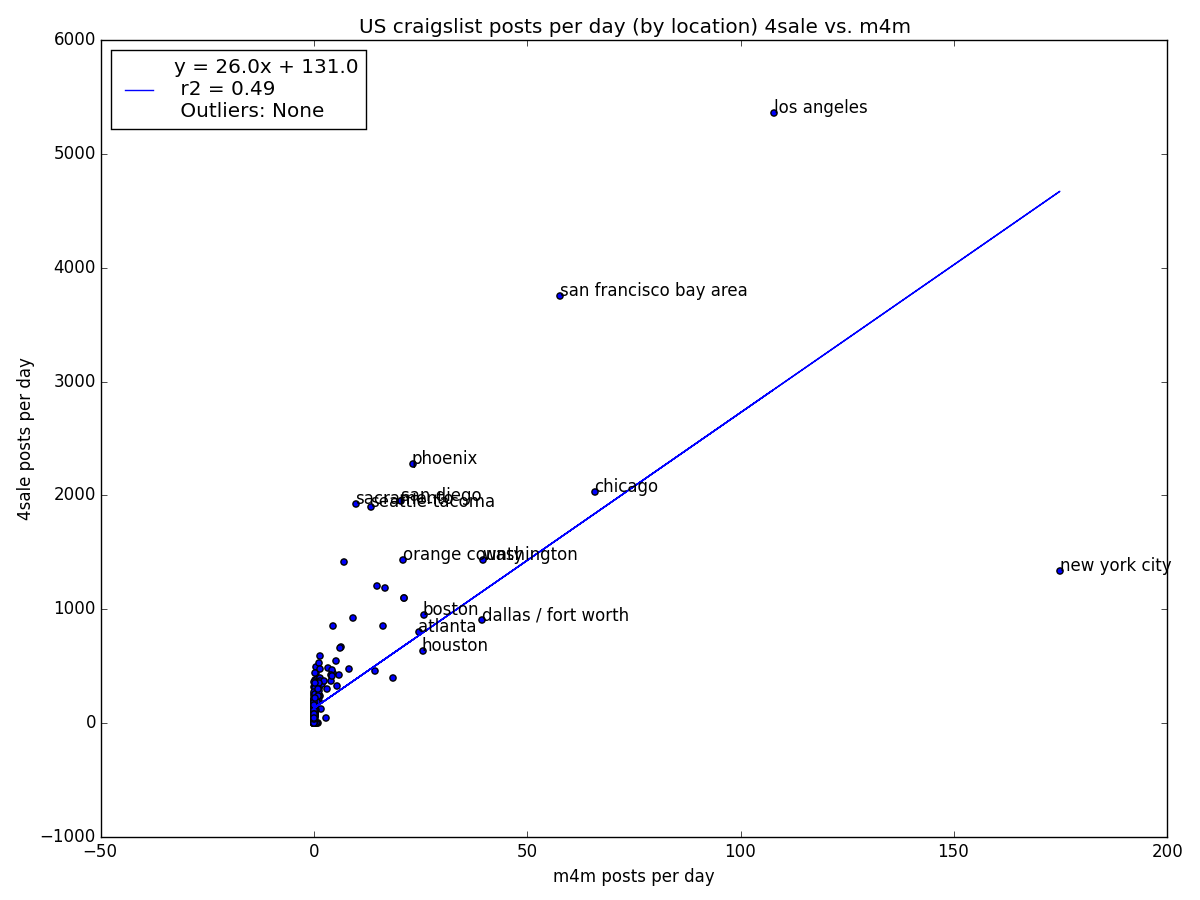 US craigslist posts per day (by location) 4sale vs. m4m
6000
5000
4000
3000
2000
1000
0
−1000
4sale posts per day
y = 26.0x + 131.0
r2 = 0.49
Outliers: None
los angeles
san francisco bay area
phoenix
chicago
sacramento
san diego
seattle-tacoma
orange county
washington
new york city
boston
dallas / fort worth
atlanta
houston
−50
0
50
100
150
200
m4m posts per day